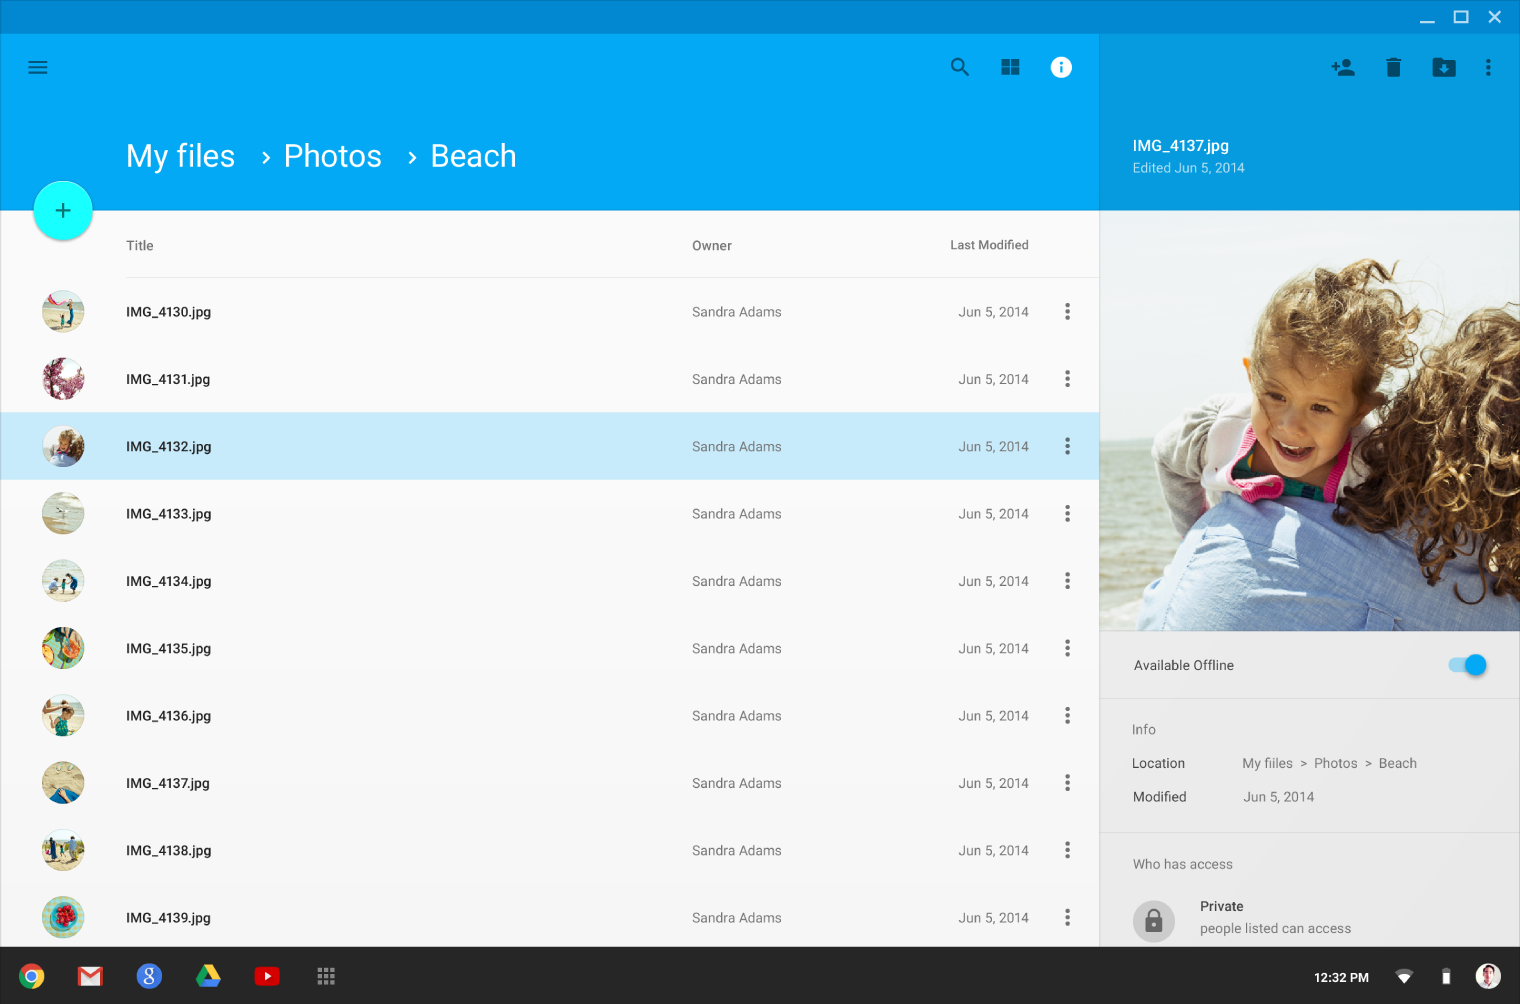 My files > Photos > Beach
IMG_4137.jpg
Edited Jun 5, 2014
+
Title Owner Last Modified
IMG_4130.jpg Sandra Adams Jun 5, 2014
IMG_4131.jpg Sandra Adams Jun 5, 2014
IMG_4132.jpg Sandra Adams Jun 5, 2014
IMG_4133.jpg Sandra Adams Jun 5, 2014
IMG_4134.jpg Sandra Adams Jun 5, 2014
IMG_4135.jpg Sandra Adams Jun 5, 2014
IMG_4136.jpg Sandra Adams Jun 5, 2014
IMG_4137.jpg Sandra Adams Jun 5, 2014
IMG_4138.jpg Sandra Adams Jun 5, 2014
IMG_4139.jpg Sandra Adams Jun 5, 2014
Available Offline
Info
Location My fiiles > Photos > Beach
Modified Jun 5, 2014
Who has access
Private
people listed can access
g
12:32 PM